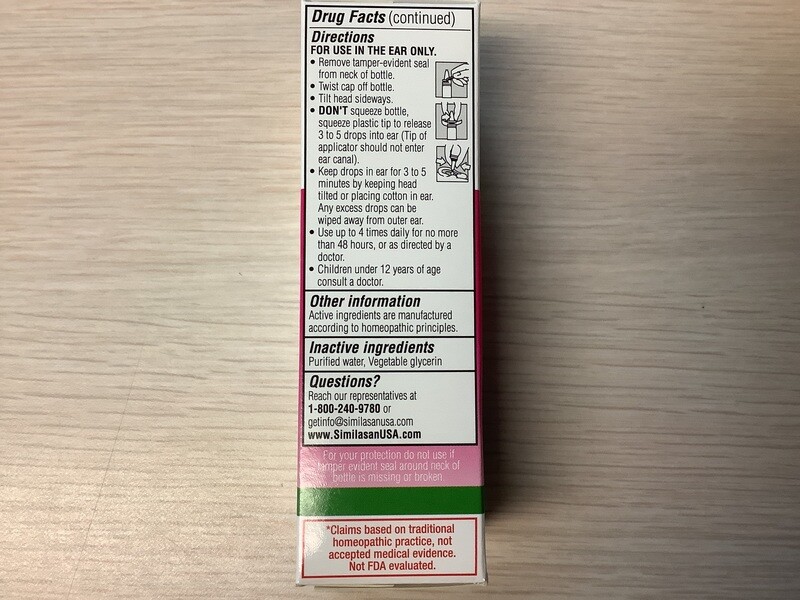 Drug Facts (continued)
Directions
FOR USE IN THE EAR ONLY.
• Remove tamper-evident seal
from neck of bottle.
• Twist cap off bottle.
• Tilt head sideways.
• DON'T squeeze bottle,
squeeze plastic tip to release
3 to 5 drops into ear (Tip of
applicator should not enter
ear canal).
• Keep drops in ear for 3 to 5
minutes by keeping head
tilted or placing cotton in ear.
Any excess drops can be
wiped away from outer ear.
• Use up to 4 times daily for no more
than 48 hours, or as directed by a
doctor.
• Children under 12 years of age
consult a doctor.
Other information
Active ingredients are manufactured
according to homeopathic principles.
Inactive ingredients
Purified water, Vegetable glycerin
Questions?
Reach our representatives at
1-800-240-9780 or
getinfo@similasanusa.com
www.SimilasanUSA.com
For your protection do not use if
tamper evident seal around neck of
bottle is missing or broken.
*Claims based on traditional
homeopathic practice, not
accepted medical evidence.
Not FDA evaluated.